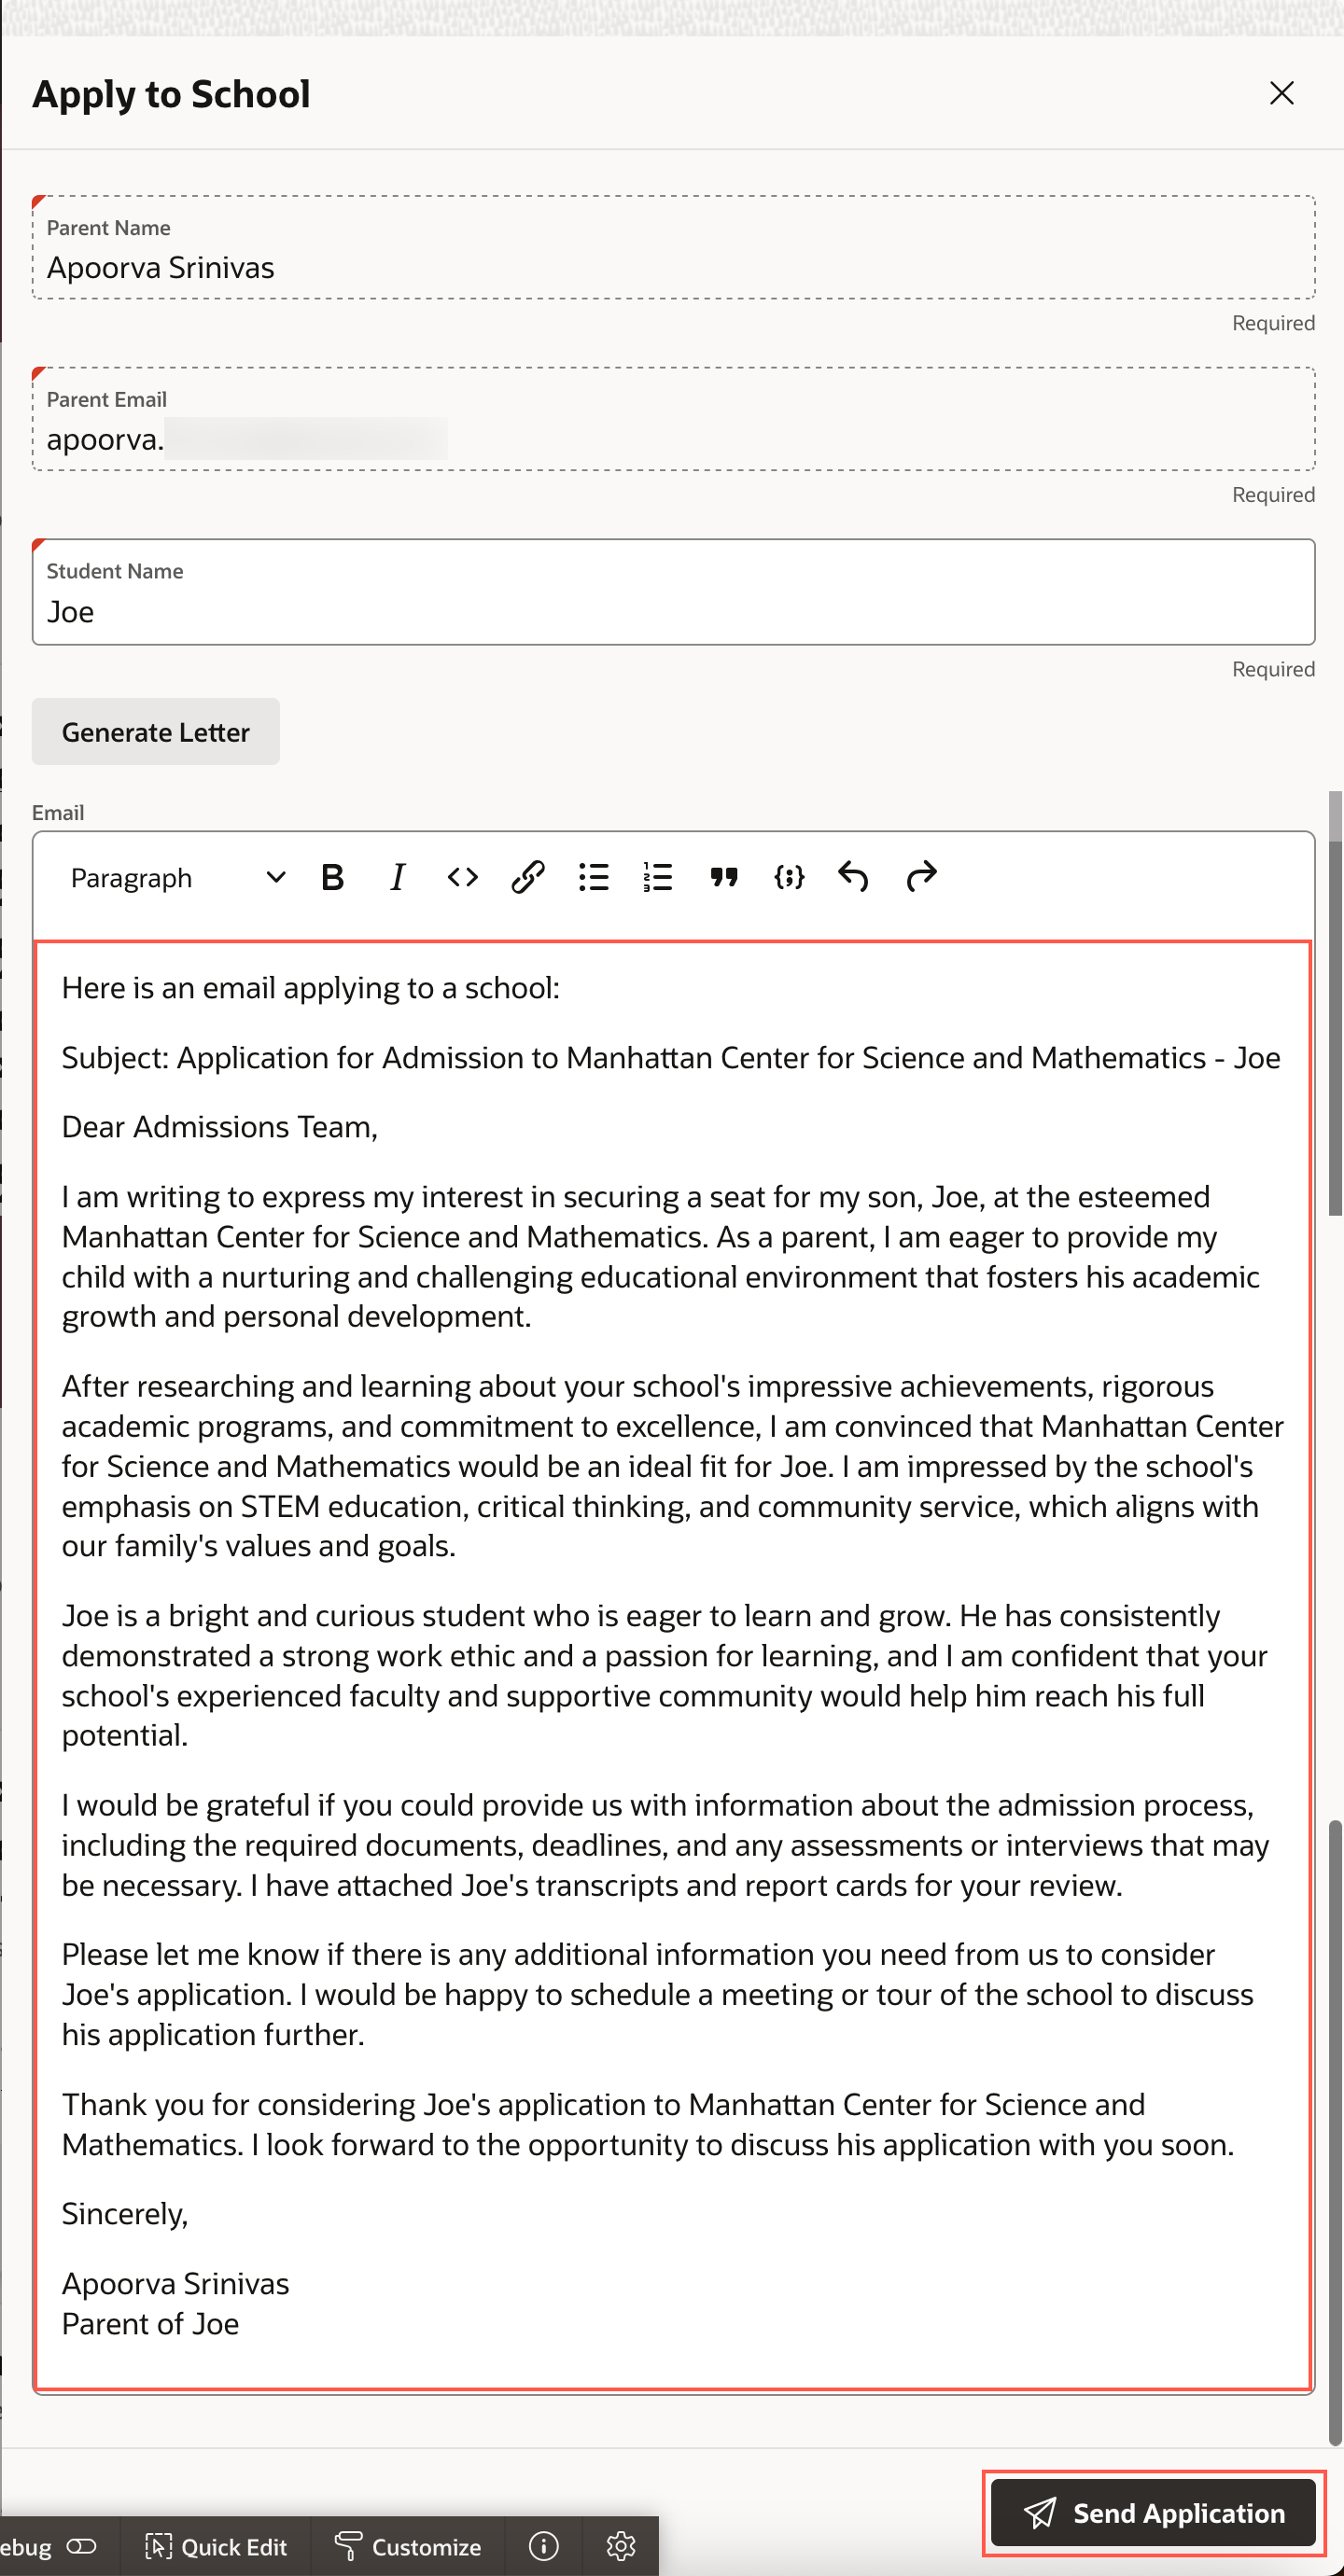 Apply to School
Parent Name
Apoorva Srinivas
Required
Parent Email
apoorva.
Required
Student Name
Joe
Required
Generate Letter
Email
Paragraph
Here is an email applying to a school:
Subject: Application for Admission to Manhattan Center for Science and Mathematics - Joe
Dear Admissions Team,
I am writing to express my interest in securing a seat for my son, Joe, at the esteemed
Manhattan Center for Science and Mathematics. As a parent, I am eager to provide my
child with a nurturing and challenging educational environment that fosters his academic
growth and personal development.
After researching and learning about your school's impressive achievements, rigorous
academic programs, and commitment to excellence, I am convinced that Manhattan Center
for Science and Mathematics would be an ideal fit for Joe. I am impressed by the school's
emphasis on STEM education, critical thinking, and community service, which aligns with
our family's values and goals.
Joe is a bright and curious student who is eager to learn and grow. He has consistently
demonstrated a strong work ethic and a passion for learning, and I am confident that your
school's experienced faculty and supportive community would help him reach his full
potential.
I would be grateful if you could provide us with information about the admission process,
including the required documents, deadlines, and any assessments or interviews that may
be necessary. I have attached Joe's transcripts and report cards for your review.
Please let me know if there is any additional information you need from us to consider
Joe's application. I would be happy to schedule a meeting or tour of the school to discuss
his application further.
Thank you for considering Joe's application to Manhattan Center for Science and
Mathematics. I look forward to the opportunity to discuss his application with you soon.
Sincerely,
Apoorva Srinivas
Parent of Joe
Send Application
ebug Quick Edit Customize